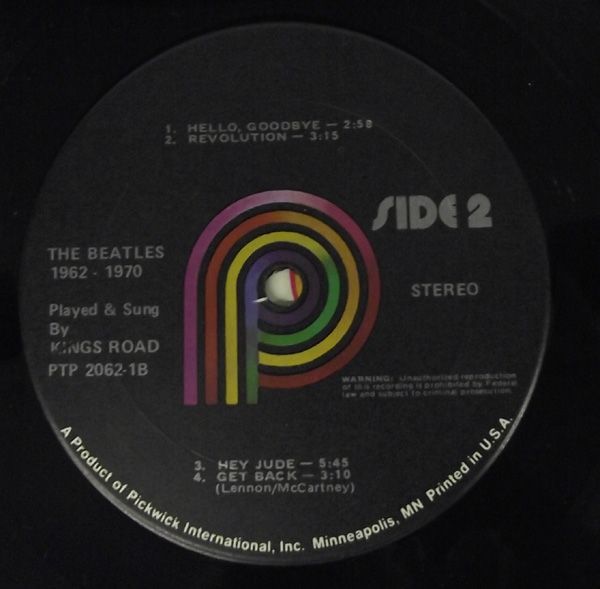 1. HELLO, GOODBYE — 2:58
2. REVOLUTION — 3:15
SIDE 2
THE BEATLES
1962 - 1970
STEREO
Played & Sung
By
KINGS ROAD
PTP 2062-1B
WARNING: Unauthorized reproduction
of this recording is prohibited by Federal
law and subject to criminal prosecution.
3. HEY JUDE — 5:45
4. GET BACK — 3:10
(Lennon/McCartney)
A Product of Pickwick International, Inc. Minneapolis, MN Printed in U.S.A.